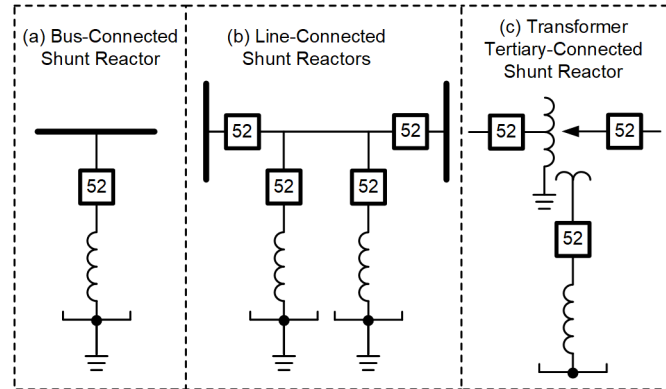 (a) Bus-Connected
Shunt Reactor
52
(b) Line-Connected
Shunt Reactors
52
52
52
52
(c) Transformer
Tertiary-Connected
Shunt Reactor
52
52
52